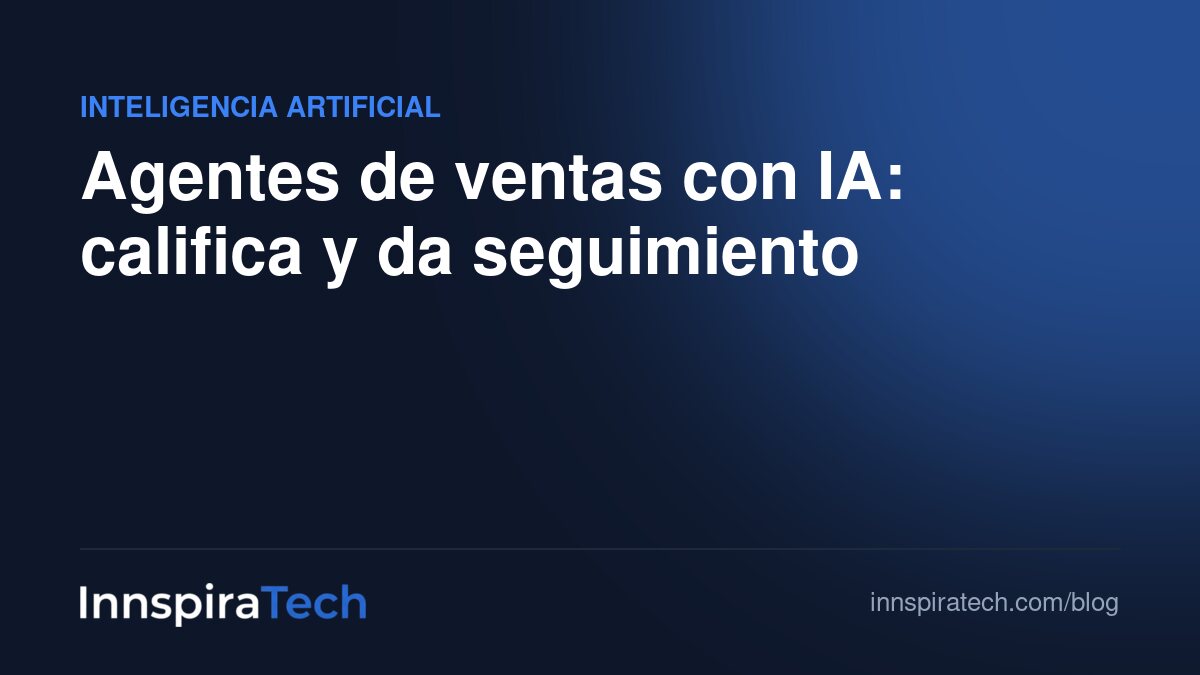 INTELIGENCIA ARTIFICIAL
Agentes de ventas con IA:
califica y da seguimiento
InnspiraTech
innspiratech.com/blog